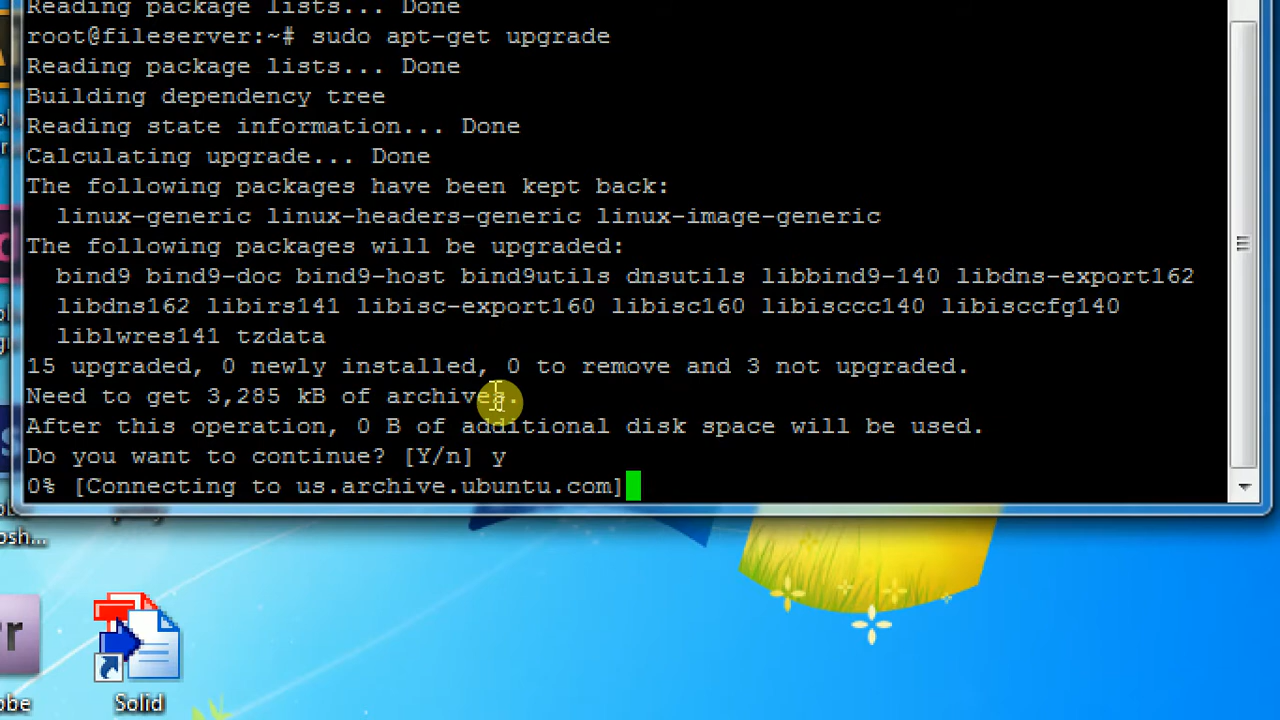 Reading package lists... Done
root@fileserver:~# sudo apt-get upgrade
Reading package lists... Done
Building dependency tree
Reading state information... Done
Calculating upgrade... Done
The following packages have been kept back:
linux-generic linux-headers-generic linux-image-generic
The following packages will be upgraded:
bind9 bind9-doc bind9-host bind9utils dnsutils libbind9-140 libdns-export162
libdns162 libirs141 libisc-export160 libisc160 libisccc140 libisccfg140
liblwres141 tzdata
15 upgraded, 0 newly installed, 0 to remove and 3 not upgraded.
Need to get 3,285 kB of archives.
After this operation, 0 B of additional disk space will be used.
Do you want to continue? [Y/n] y
0% [Connecting to us.archive.ubuntu.com]
osh...
r
obe
Solid